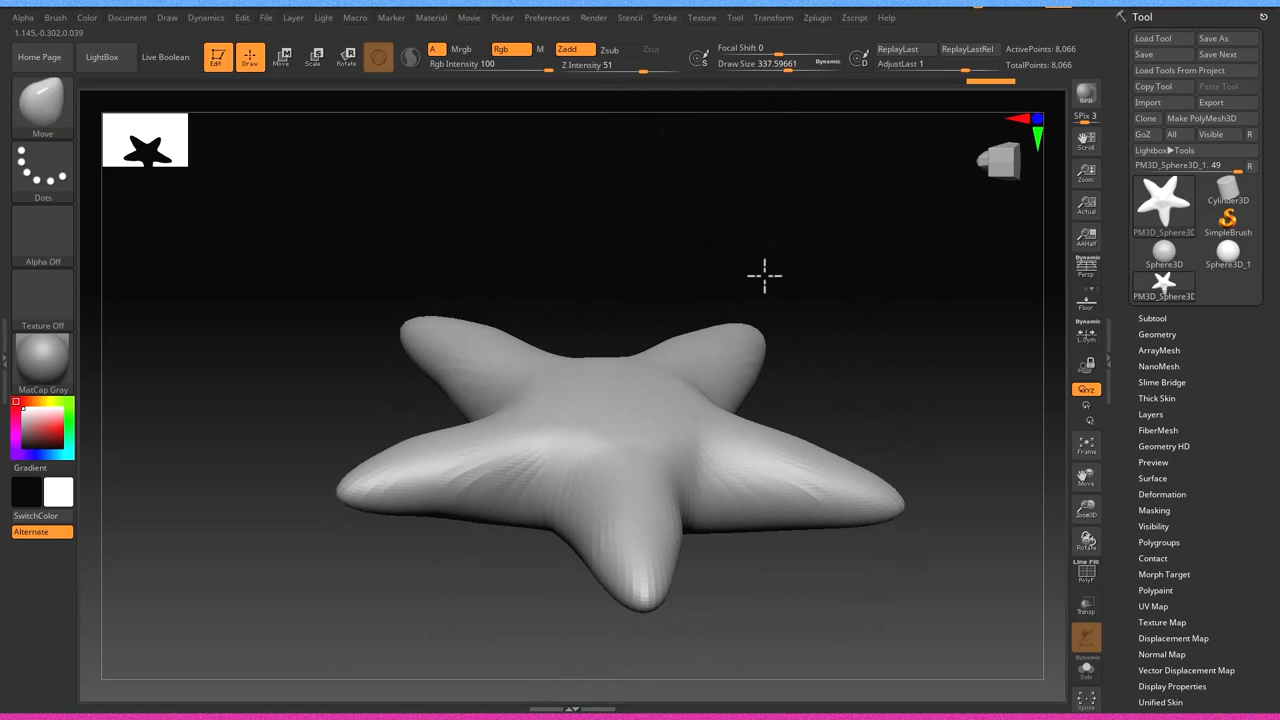 Alpha Brush Color Document Draw Dynamics Edit File Layer Light Macro Marker Material Movie Picker Preferences Render Stencil Stroke Texture Tool Transform Zplugin Zscript Help
1.145,-0.302,0.039
Home Page LightBox Live Boolean Edit Draw Move Scale Rotate A Mrgb Rgb M Zadd Zsub Zcut
Rgb Intensity 100 Z Intensity 51
S Focal Shift 0
Draw Size 337.59661 Dynamic
D ReplayLast ReplayLastRel ActivePoints: 8,066
AdjustLast 1 TotalPoints: 8,066
Move
Dots
Alpha Off
Texture Off
MatCap Gray
Gradient
SwitchColor
Alternate
BPR
SPix 3
Scroll
Zoom
Actual
AAHalf
Dynamic
Persp
Floor
Dynamic
L.Sym
XYZ
Frame
Move
Zoom3D
Rotate
Line Fill
PolyF
Transp
Dynamic
Solo
Xpose
Tool
Load Tool Save As
Save Save Next
Load Tools From Project
Copy Tool Paste Tool
Import Export
Clone Make PolyMesh3D
GoZ All Visible R
Lightbox▶Tools
PM3D_Sphere3D_1. 49 R
PM3D_Sphere3D Cylinder3D
SimpleBrush
Sphere3D Sphere3D_1
PM3D_Sphere3D
Subtool
Geometry
ArrayMesh
NanoMesh
Slime Bridge
Thick Skin
Layers
FiberMesh
Geometry HD
Preview
Surface
Deformation
Masking
Visibility
Polygroups
Contact
Morph Target
Polypaint
UV Map
Texture Map
Displacement Map
Normal Map
Vector Displacement Map
Display Properties
Unified Skin